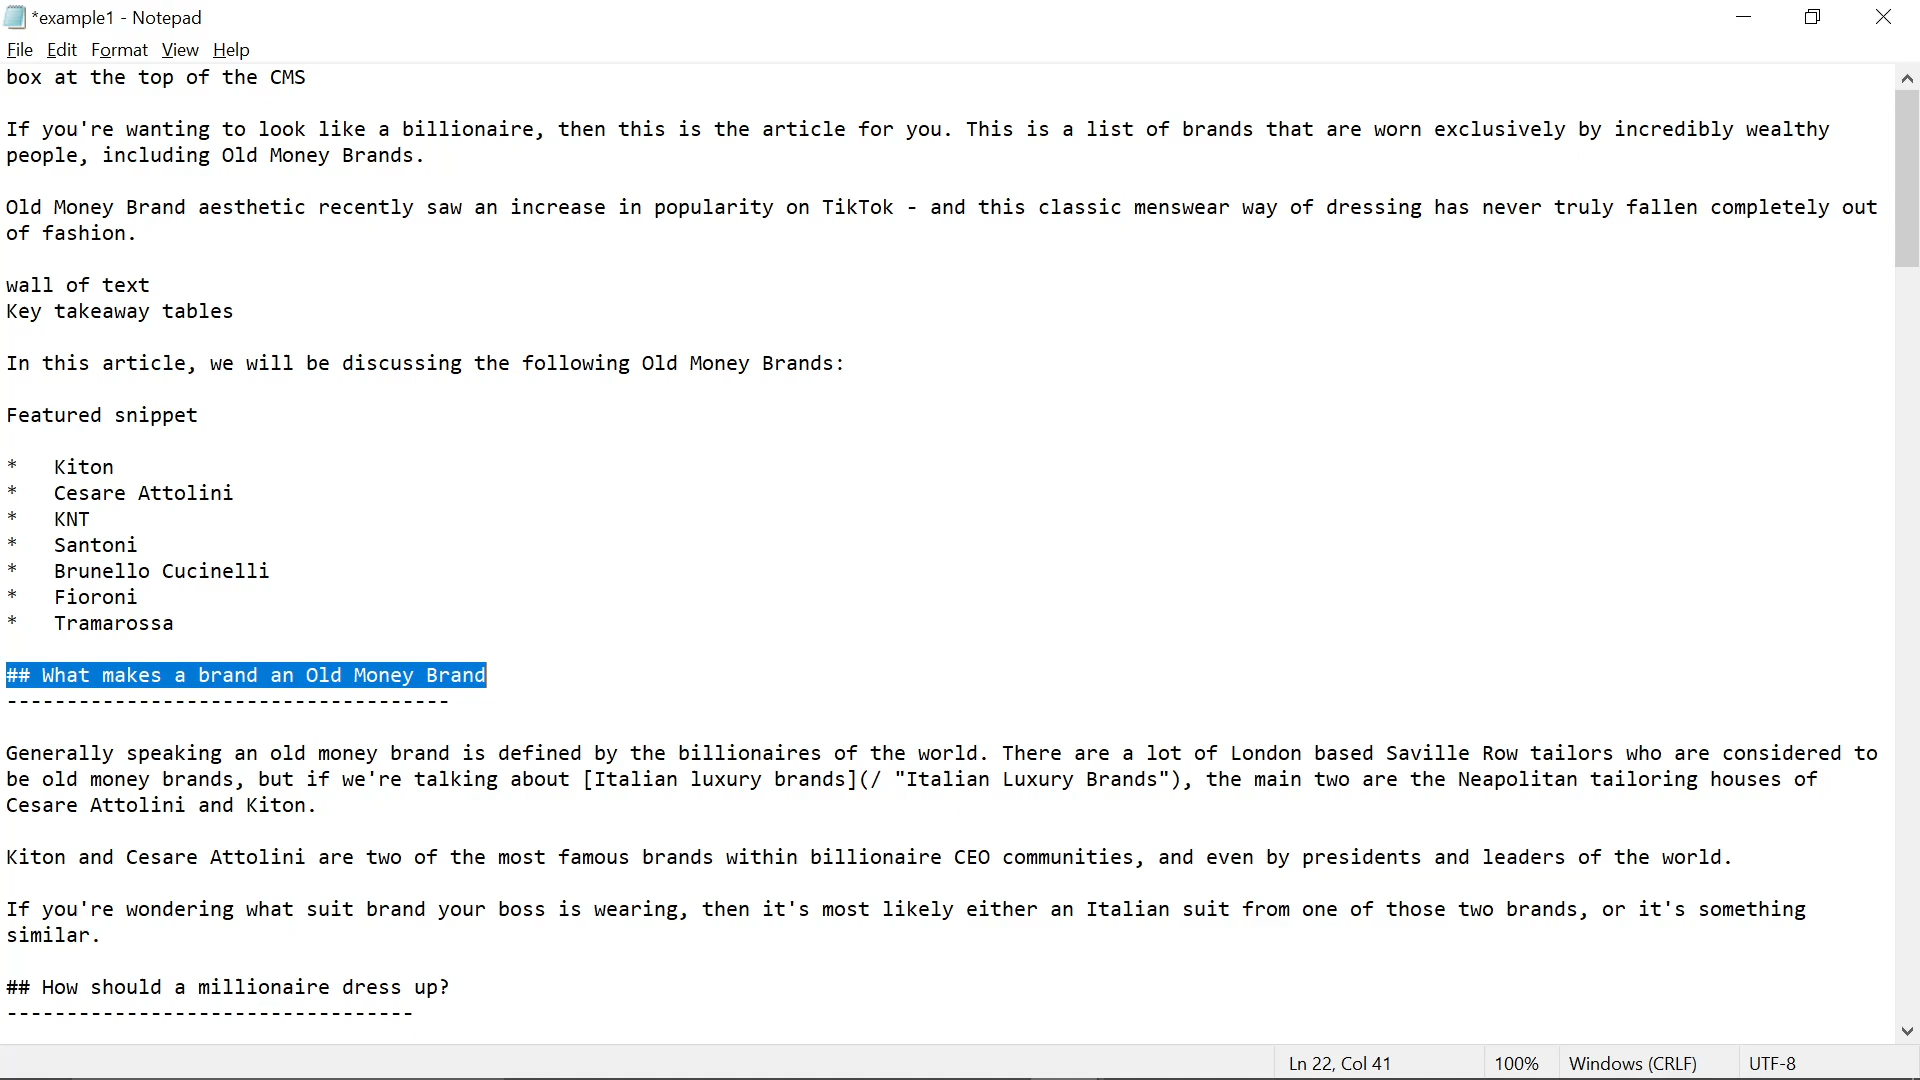 *example1 - Notepad
File Edit Format View Help
box at the top of the CMS
If you're wanting to look like a billionaire, then this is the article for you. This is a list of brands that are worn exclusively by incredibly wealthy
people, including Old Money Brands.
Old Money Brand aesthetic recently saw an increase in popularity on TikTok - and this classic menswear way of dressing has never truly fallen completely out
of fashion.
wall of text
Key takeaway tables
In this article, we will be discussing the following Old Money Brands:
Featured snippet
*   Kiton
*   Cesare Attolini
*   KNT
*   Santoni
*   Brunello Cucinelli
*   Fioroni
*   Tramarossa
## What makes a brand an Old Money Brand
-------------------------------------
Generally speaking an old money brand is defined by the billionaires of the world. There are a lot of London based Saville Row tailors who are considered to
be old money brands, but if we're talking about [Italian luxury brands](/ "Italian Luxury Brands"), the main two are the Neapolitan tailoring houses of
Cesare Attolini and Kiton.
Kiton and Cesare Attolini are two of the most famous brands within billionaire CEO communities, and even by presidents and leaders of the world.
If you're wondering what suit brand your boss is wearing, then it's most likely either an Italian suit from one of those two brands, or it's something
similar.
## How should a millionaire dress up?
----------------------------------
Ln 22, Col 41 100% Windows (CRLF) UTF-8